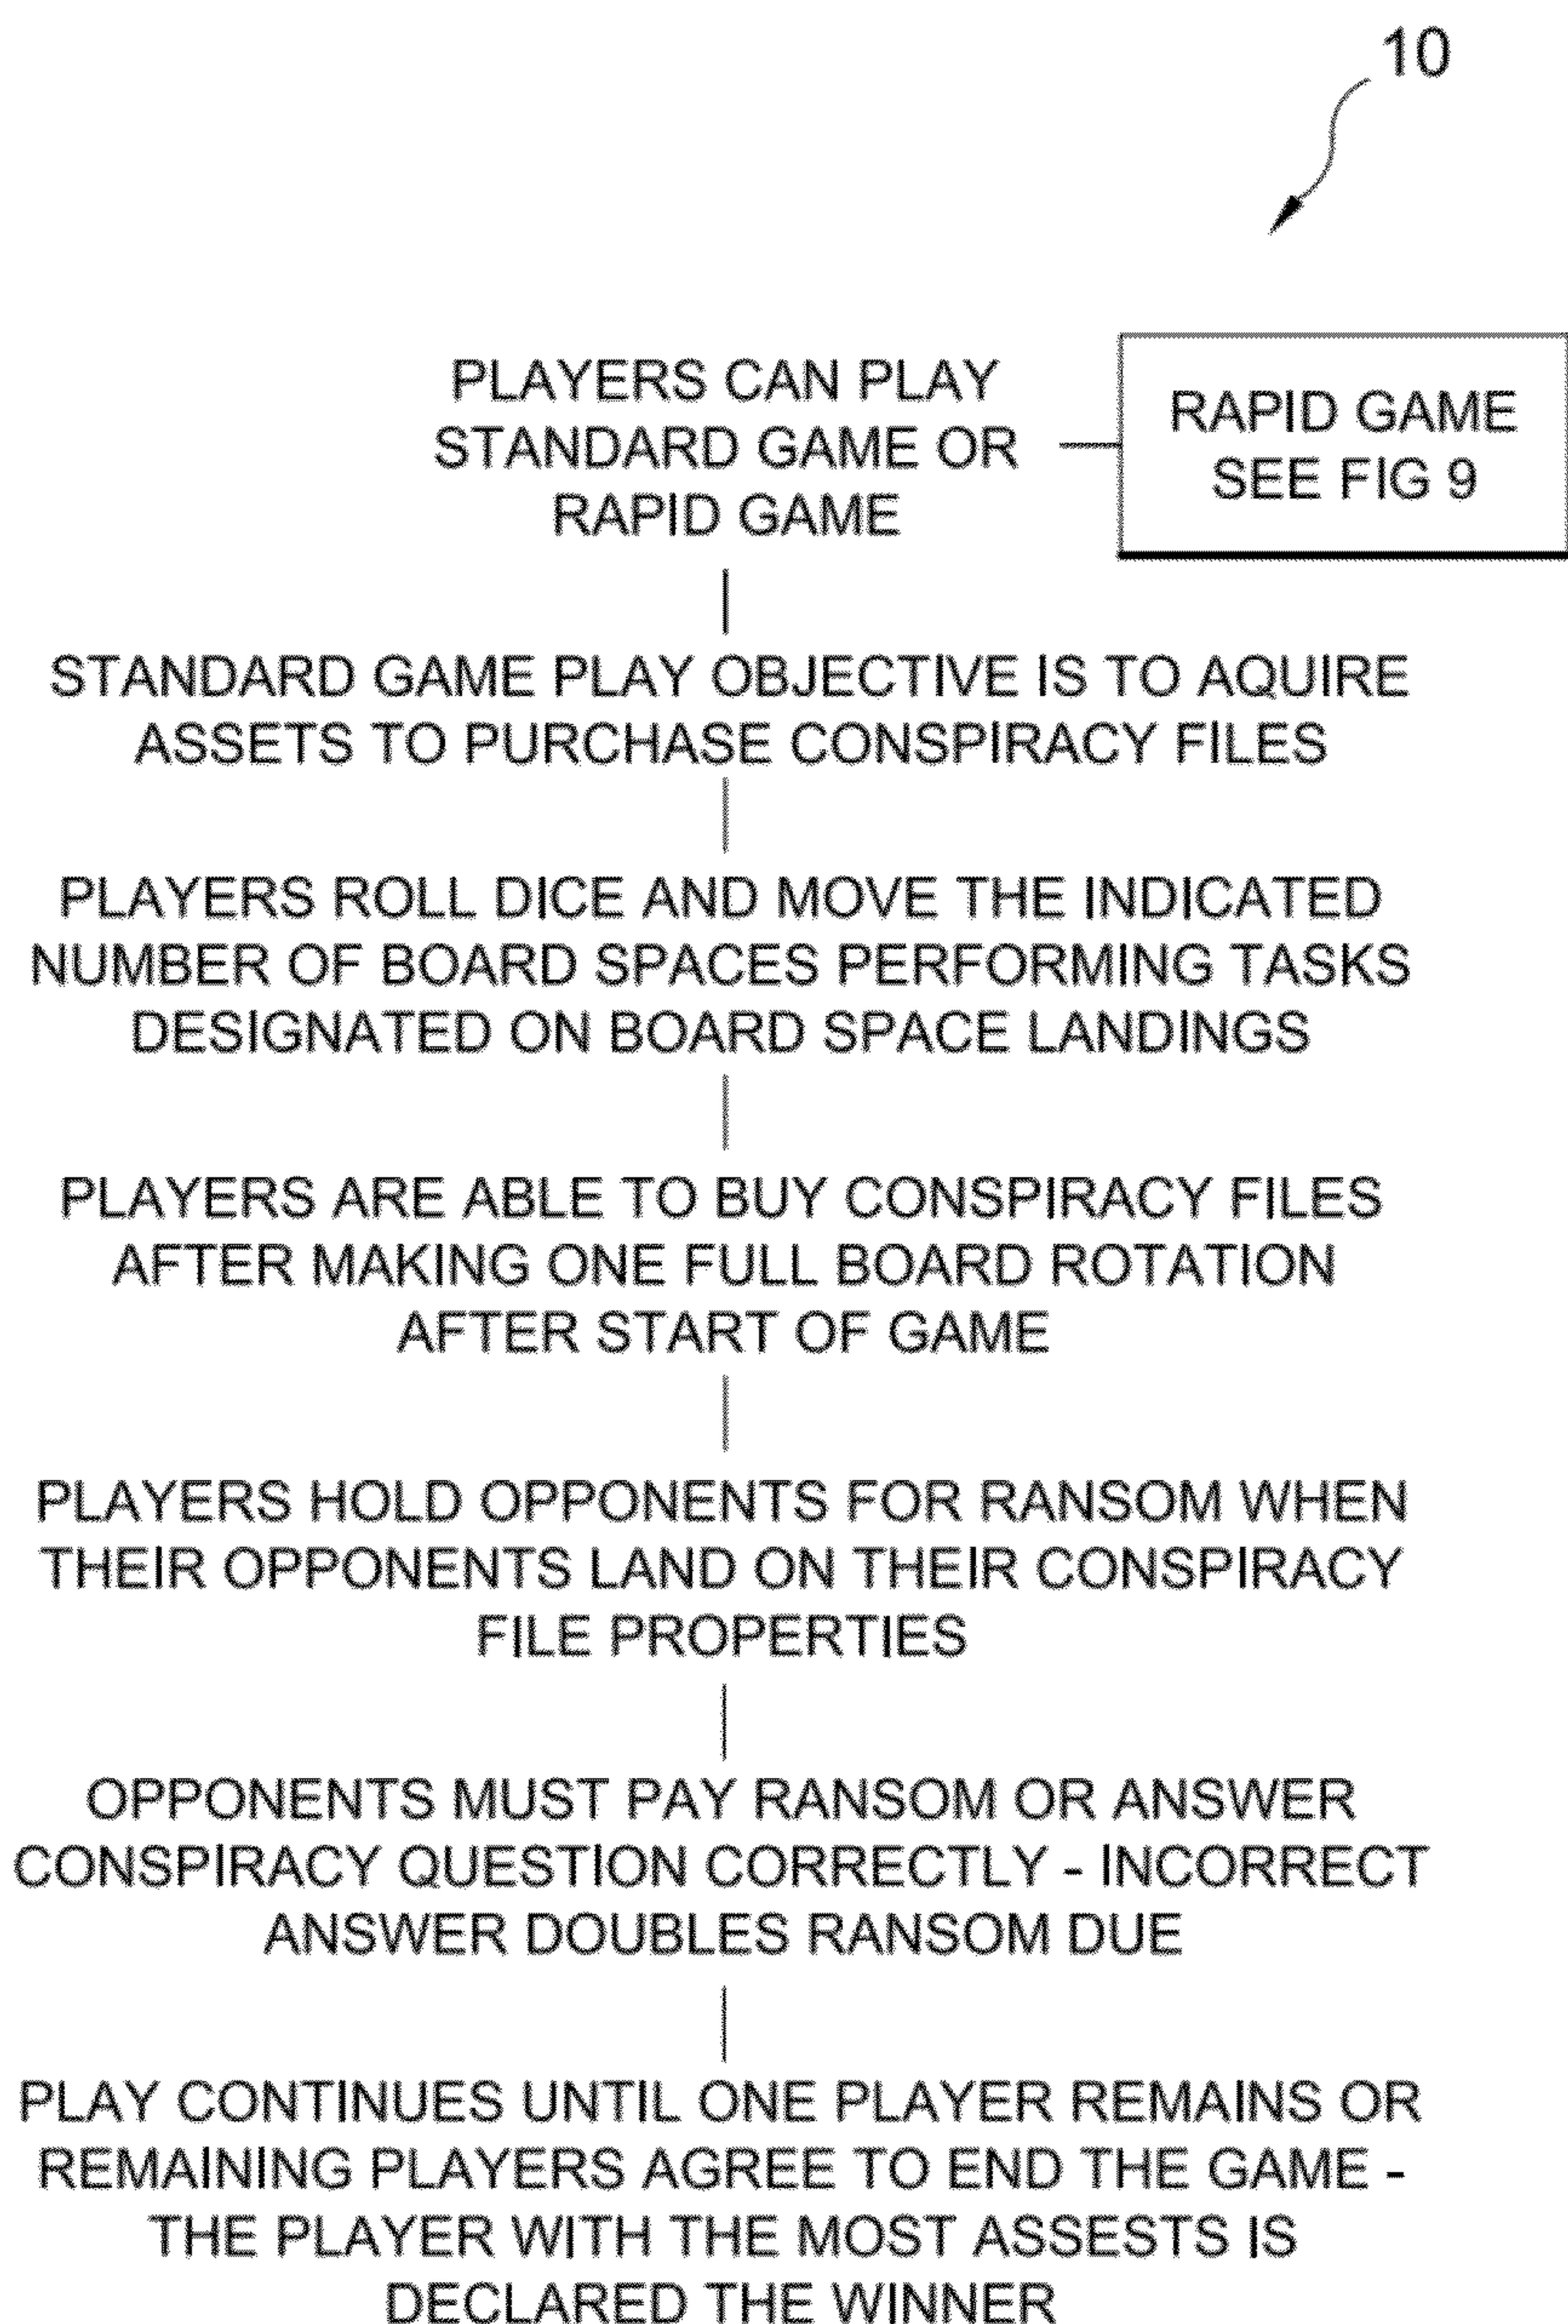 10
PLAYERS CAN PLAY
STANDARD GAME OR
RAPID GAME
RAPID GAME
SEE FIG 9
STANDARD GAME PLAY OBJECTIVE IS TO AQUIRE
ASSETS TO PURCHASE CONSPIRACY FILES
PLAYERS ROLL DICE AND MOVE THE INDICATED
NUMBER OF BOARD SPACES PERFORMING TASKS
DESIGNATED ON BOARD SPACE LANDINGS
PLAYERS ARE ABLE TO BUY CONSPIRACY FILES
AFTER MAKING ONE FULL BOARD ROTATION
AFTER START OF GAME
PLAYERS HOLD OPPONENTS FOR RANSOM WHEN
THEIR OPPONENTS LAND ON THEIR CONSPIRACY
FILE PROPERTIES
OPPONENTS MUST PAY RANSOM OR ANSWER
CONSPIRACY QUESTION CORRECTLY - INCORRECT
ANSWER DOUBLES RANSOM DUE
PLAY CONTINUES UNTIL ONE PLAYER REMAINS OR
REMAINING PLAYERS AGREE TO END THE GAME -
THE PLAYER WITH THE MOST ASSESTS IS
DECLARED THE WINNER